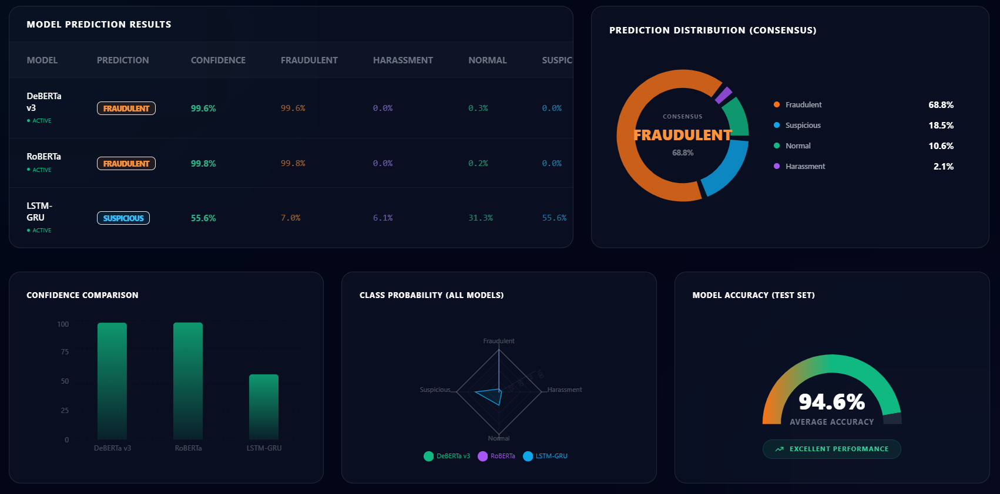 MODEL PREDICTION RESULTS
MODEL PREDICTION CONFIDENCE FRAUDULENT HARASSMENT NORMAL SUSPIC
DeBERTa
v3
ACTIVE
FRAUDULENT 99.6% 99.6% 0.0% 0.3% 0.0%
RoBERTa
ACTIVE
FRAUDULENT 99.8% 99.8% 0.0% 0.2% 0.0%
LSTM-
GRU
ACTIVE
SUSPICIOUS 55.6% 7.0% 6.1% 31.3% 55.6%
PREDICTION DISTRIBUTION (CONSENSUS)
CONSENSUS
FRAUDULENT
68.8%
Fraudulent 68.8%
Suspicious 18.5%
Normal 10.6%
Harassment 2.1%
CONFIDENCE COMPARISON
100
75
50
25
0
DeBERTa v3 RoBERTa LSTM-GRU
CLASS PROBABILITY (ALL MODELS)
Fraudulent
Suspicious
Harassment
Normal
DeBERTa v3 RoBERTa LSTM-GRU
MODEL ACCURACY (TEST SET)
94.6%
AVERAGE ACCURACY
EXCELLENT PERFORMANCE